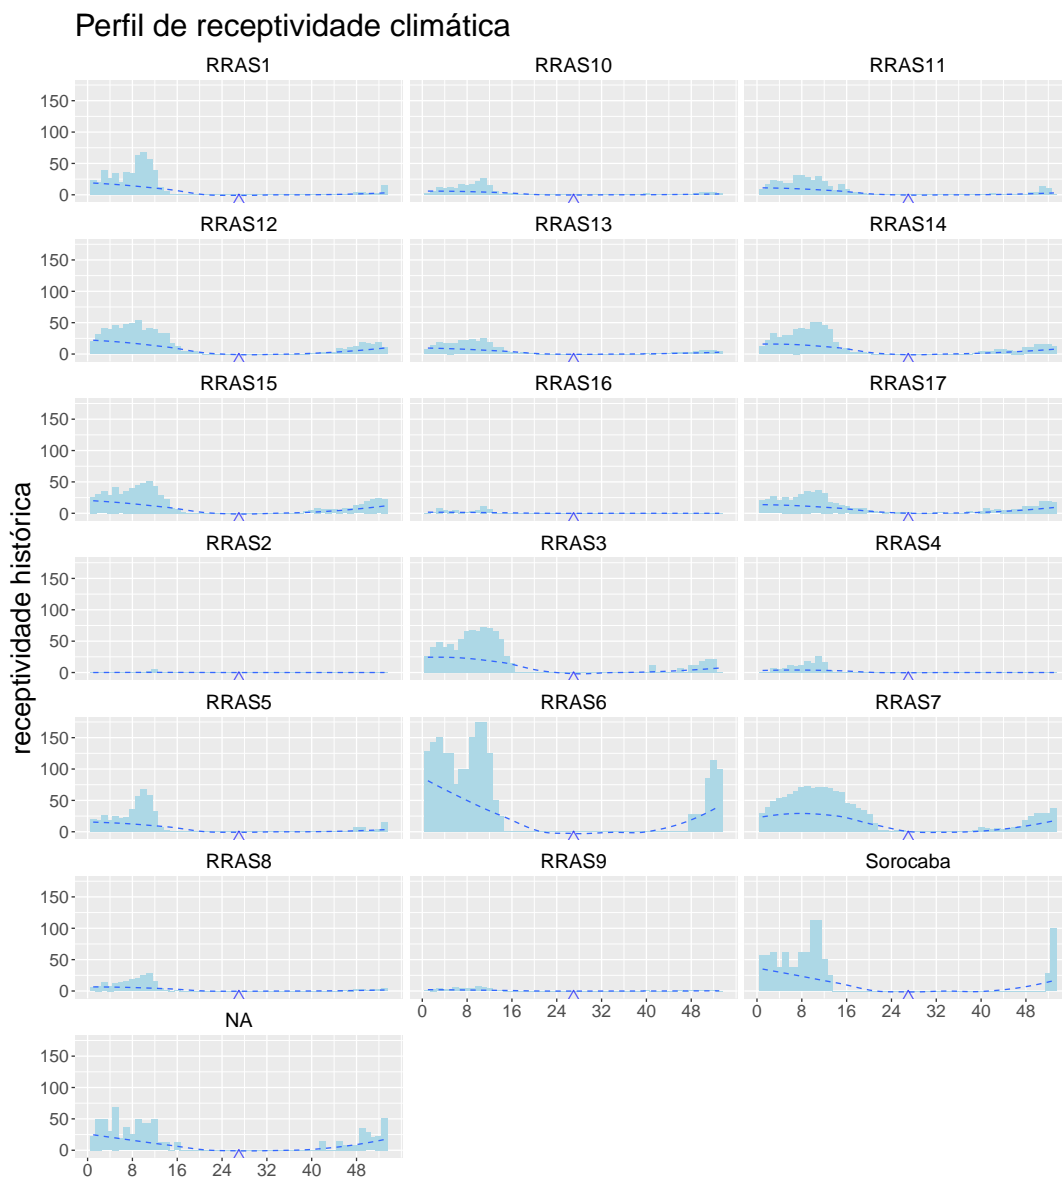 Perfil de receptividade climática
RRAS1 RRAS10 RRAS11
150
100
50
0
RRAS12 RRAS13 RRAS14
150
100
50
0
RRAS15 RRAS16 RRAS17
150
100
50
0
RRAS2 RRAS3 RRAS4
150
100
50
0
receptividade histórica
RRAS5 RRAS6 RRAS7
150
100
50
0
RRAS8 RRAS9 Sorocaba
150
100
50
0
0 8 16 24 32 40 48 0 8 16 24 32 40 48
NA
150
100
50
0
0 8 16 24 32 40 48